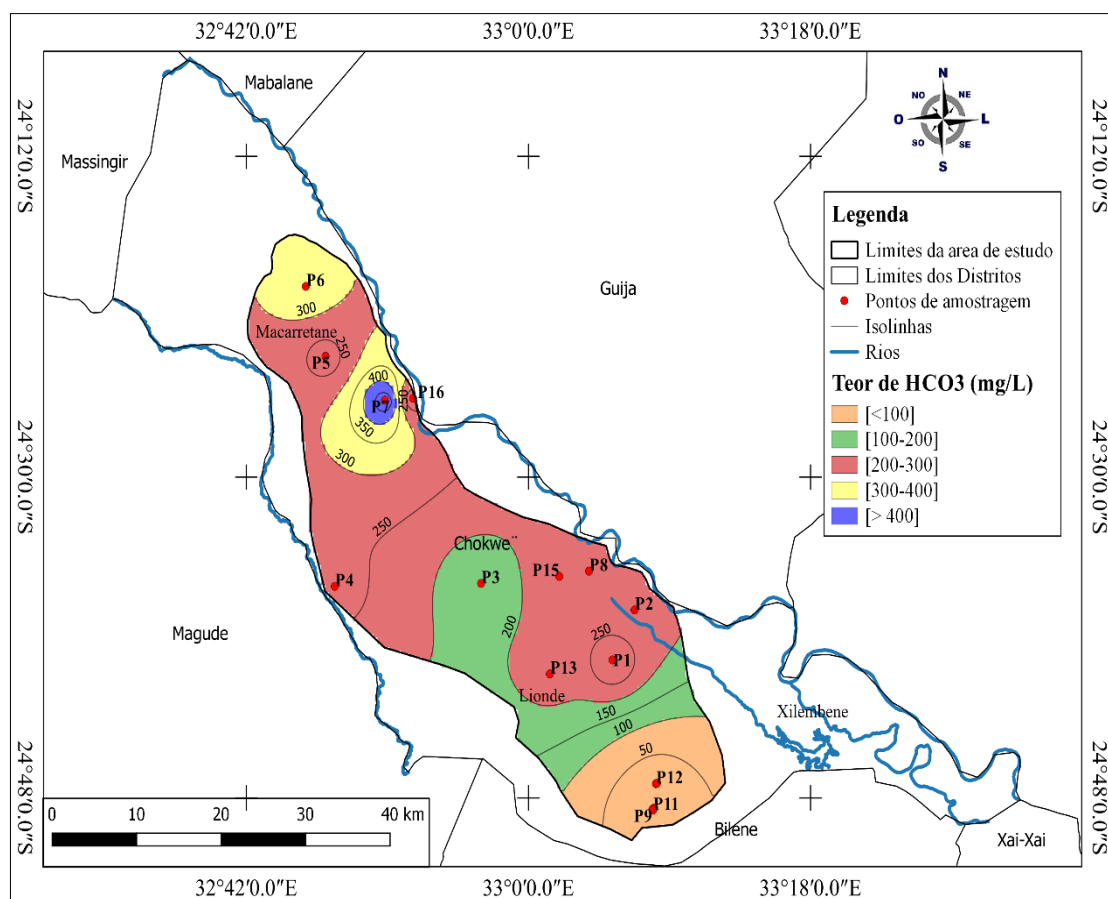 32°42'0.0"E 33°00'0.0"E 33°18'0.0"E
24°12'0.0"S
24°30'0.0"S
24°48'0.0"S
24°12'0.0"S
24°30'0.0"S
24°48'0.0"S
Mabalane
Massingir
N
NO NE
O L
SO SE
S
Guija
Legenda
Limites da area de estudo
Limites dos Distritos
Pontos de amostragem
Isolinhas
Rios
Teor de HCO3 (mg/L)
[<100]
[100-200]
[200-300]
[300-400]
[> 400]
P6
300
Macarretane
250
P5
400
P7
250
P16
350
300
250
Chokwe¨
P3
P15
P8
P4
P2
200
Magude
250
P1
P13
Lionde
150
100
Xilembene
50
P12
P11
P9
Bilene
Xai-Xai
0 10 20 30 40 km
32°42'0.0"E 33°00'0.0"E 33°18'0.0"E